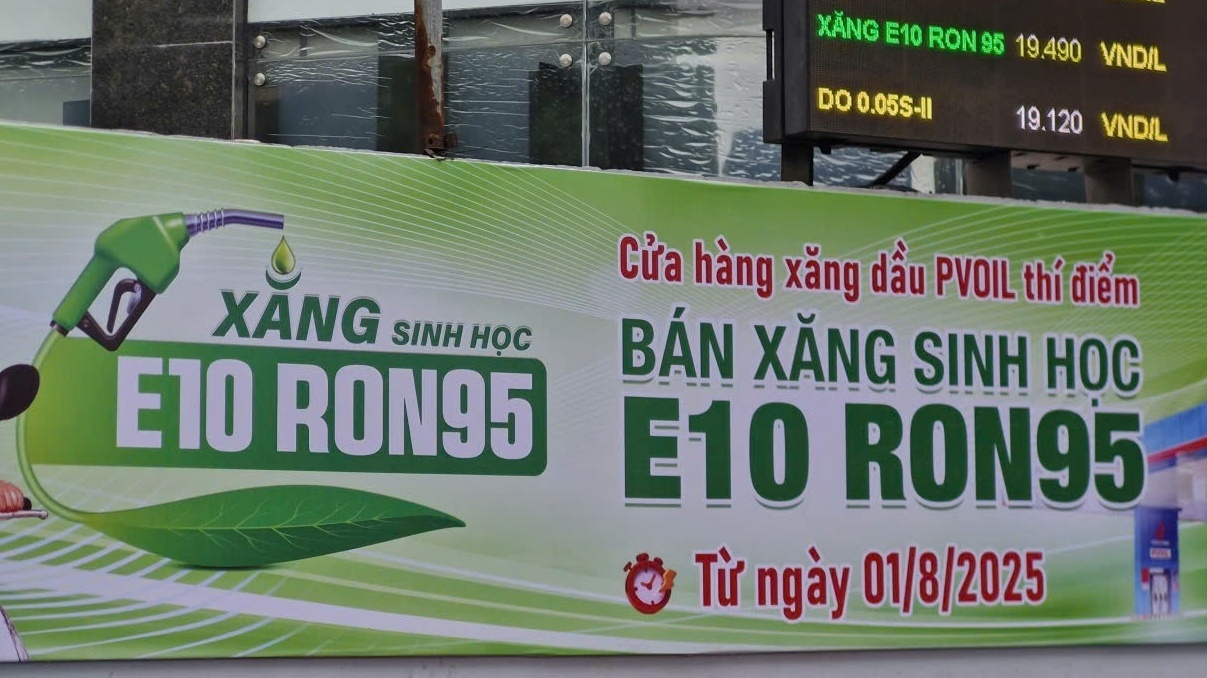 XĂNG E10 RON 95 19.490 VND/L
DO 0.05S-II 19.120 VND/L
XĂNG SINH HỌC
E10 RON95
Cửa hàng xăng dầu PVOIL thí điểm
BÁN XĂNG SINH HỌC
E10 RON95
Từ ngày 01/8/2025
PVOIL